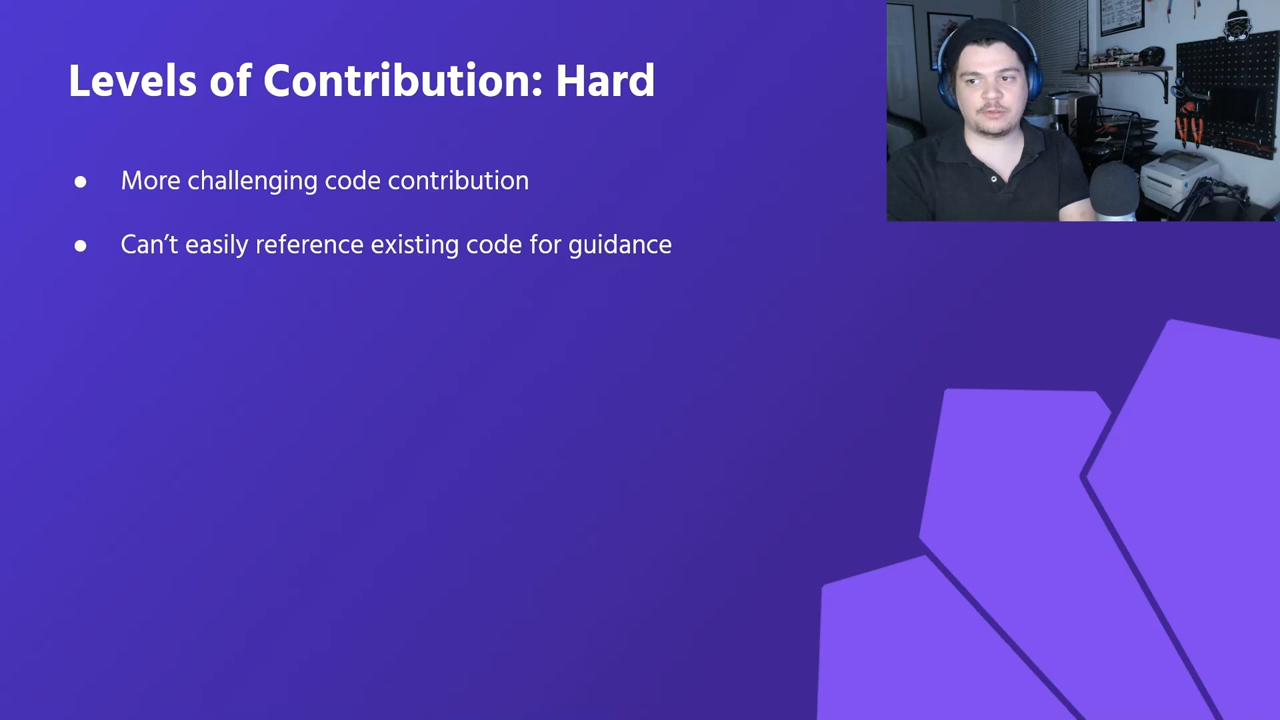 Levels of Contribution: Hard
● More challenging code contribution
● Can’t easily reference existing code for guidance